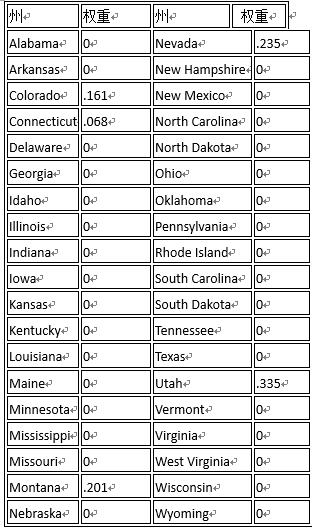 州 权重 州 权重
Alabama 0 Nevada .235
Arkansas 0 New Hampshire 0
Colorado .161 New Mexico 0
Connecticut .068 North Carolina 0
Delaware 0 North Dakota 0
Georgia 0 Ohio 0
Idaho 0 Oklahoma 0
Illinois 0 Pennsylvania 0
Indiana 0 Rhode Island 0
Iowa 0 South Carolina 0
Kansas 0 South Dakota 0
Kentucky 0 Tennessee 0
Louisiana 0 Texas 0
Maine 0 Utah .335
Minnesota 0 Vermont 0
Mississippi 0 Virginia 0
Missouri 0 West Virginia 0
Montana .201 Wisconsin 0
Nebraska 0 Wyoming 0